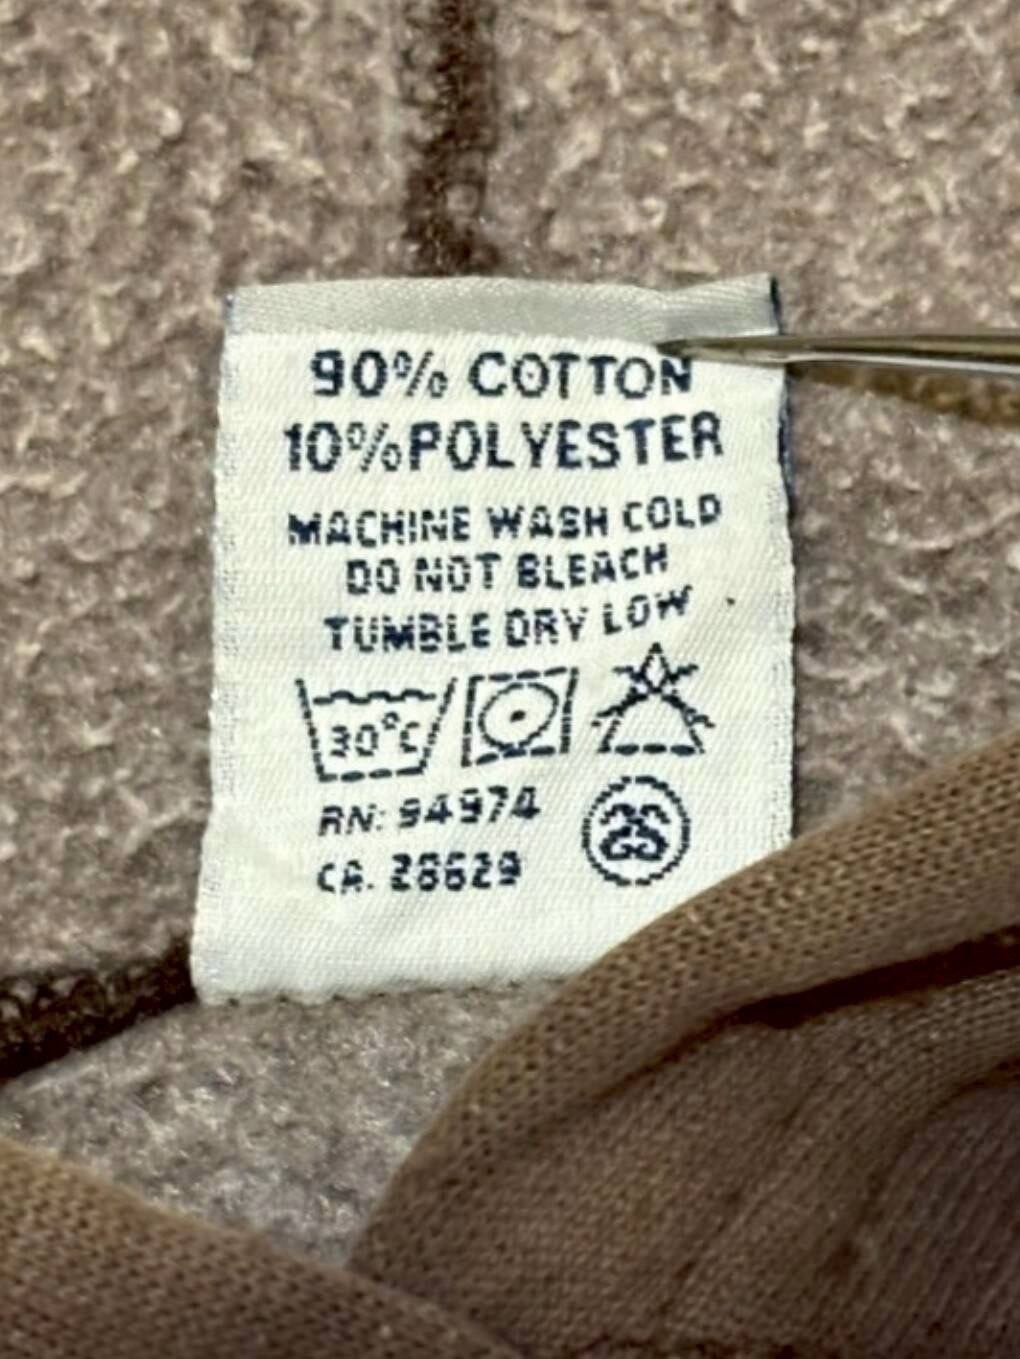 90% COTTON
10% POLYESTER
MACHINE WASH COLD
DO NOT BLEACH
TUMBLE DRY LOW
30°C
RN: 94974
CA. 28629